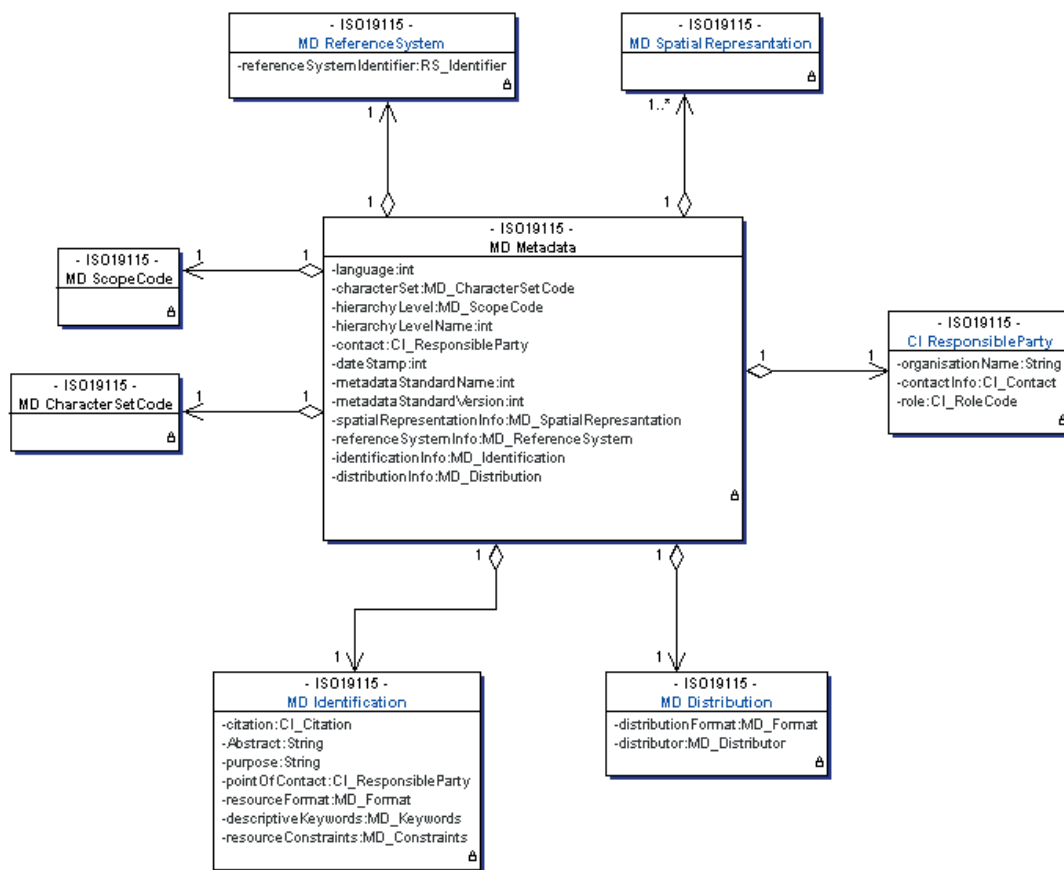 - ISO19115 -
MD ReferenceSystem
-referenceSystemIdentifier:RS_Identifier
- ISO19115 -
MD SpatialRepresantation
1
1..*
1
1
- ISO19115 -
MD ScopeCode
1
1
- ISO19115 -
MD CharacterSetCode
1
1
- ISO19115 -
MD Metadata
-language:int
-characterSet:MD_CharacterSetCode
-hierarchyLevel:MD_ScopeCode
-hierarchyLevelName:int
-contact:CI_ResponsibleParty
-dateStamp:int
-metadataStandardName:int
-metadataStandardVersion:int
-spatialRepresentationInfo:MD_SpatialRepresantation
-referenceSystemInfo:MD_ReferenceSystem
-identificationInfo:MD_Identification
-distributionInfo:MD_Distribution
1
1
- ISO19115 -
CI ResponsibleParty
-organisationName:String
-contactInfo:CI_Contact
-role:CI_RoleCode
1
1
1
1
- ISO19115 -
MD Identification
-citation:CI_Citation
-Abstract:String
-purpose:String
-pointOfContact:CI_ResponsibleParty
-resourceFormat:MD_Format
-descriptiveKeywords:MD_Keywords
-resourceConstraints:MD_Constraints
- ISO19115 -
MD Distribution
-distributionFormat:MD_Format
-distributor:MD_Distributor